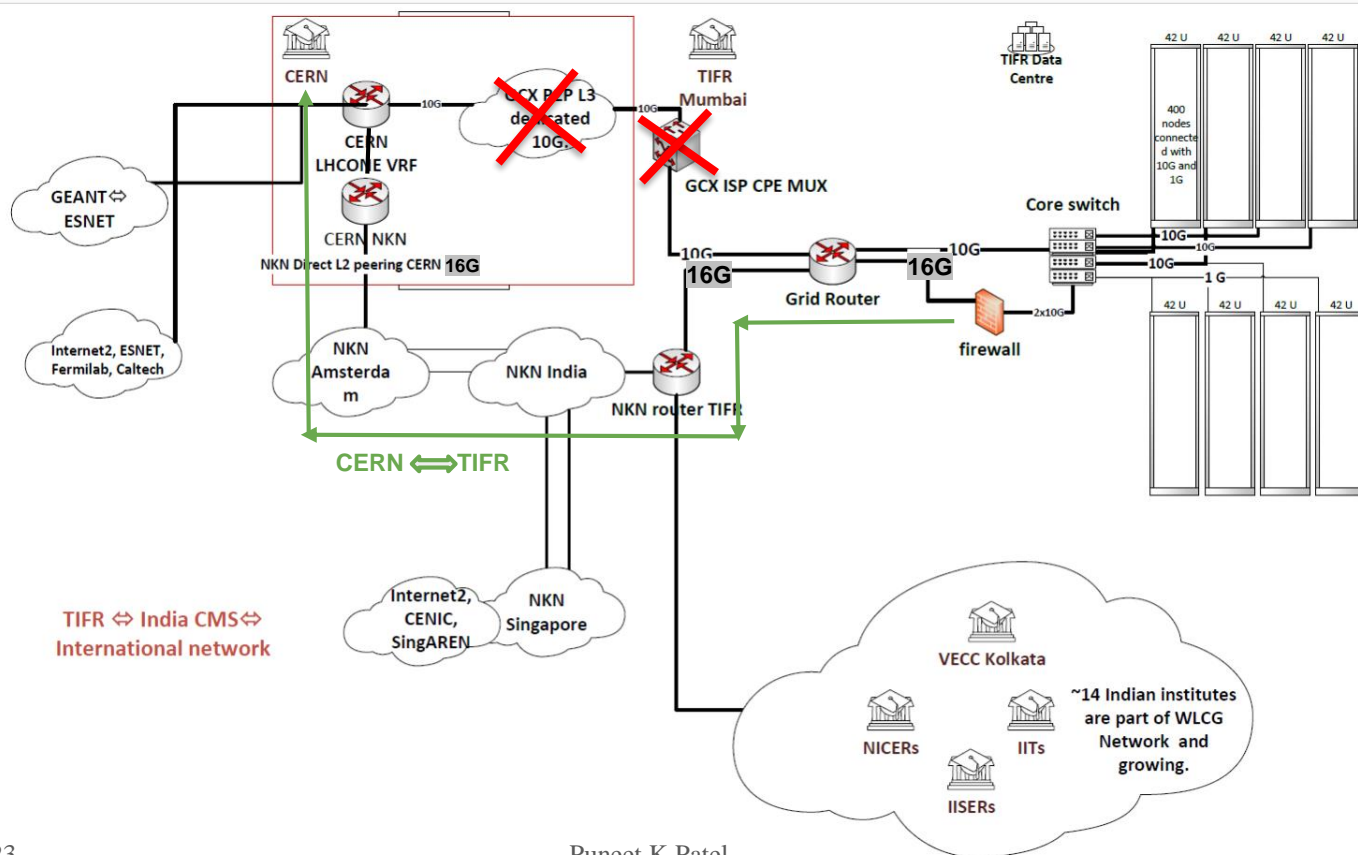 CERN
TIFR
Mumbai
TIFR Data
Centre
42 U
42 U
42 U
42 U
400
nodes
connecte
d with
10G and
1G
10G
GCX P2P L3
dedicated
10G.
10G
CERN
LHCONE VRF
GCX ISP CPE MUX
GEANT⇔
ESNET
Core switch
CERN NKN
NKN Direct L2 peering CERN 16G
10G
16G
Grid Router
10G
16G
10G
10G
10G
1 G
2x10G
firewall
42 U
42 U
42 U
42 U
Internet2, ESNET,
Fermilab, Caltech
NKN
Amsterda
m
NKN India
NKN router TIFR
CERN ⇔TIFR
Internet2,
CENIC,
SingAREN
NKN
Singapore
TIFR ⇔ India CMS⇔
International network
VECC Kolkata
NICERs
IITs
IISERs
~14 Indian institutes
are part of WLCG
Network and
growing.